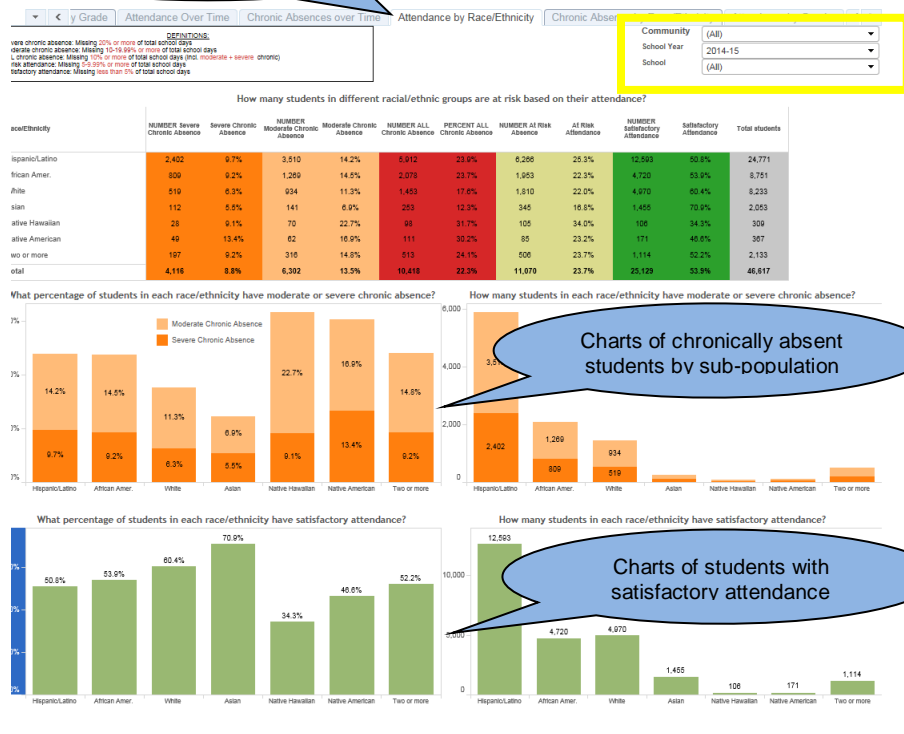 y Grade Attendance Over Time Chronic Absences over Time Attendance by Race/Ethnicity Chronic
DEFINITIONS:
vere chronic absence: Missing 20% or more of total school days
derate chronic absence: Missing 10-19.99% or more of total school days
L chronic absence: Missing 10% or more of total school days (incl. moderate + severe chronic)
risk attendance: Missing 5-9.99% or more of total school days
tisfactory attendance: Missing less than 5% of total school days
Community (All)
School Year 2014-15
School (All)
How many students in different racial/ethnic groups are at risk based on their attendance?
ace/Ethnicity NUMBER Severe Chronic Absence Severe Chronic Absence NUMBER Moderate Chronic Absence Moderate Chronic Absence NUMBER ALL Chronic Absence PERCENT ALL Chronic Absence NUMBER At Risk Absence At Risk Attendance NUMBER Satisfactory Attendance Satisfactory Attendance Total students
ispanic/Latino 2,402 9.7% 3,510 14.2% 5,912 23.9% 6,266 25.3% 12,593 50.8% 24,771
frican Amer. 809 9.2% 1,269 14.5% 2,078 23.7% 1,953 22.3% 4,720 53.9% 8,751
hite 519 6.3% 934 11.3% 1,453 17.6% 1,810 22.0% 4,970 60.4% 8,233
sian 112 5.5% 141 6.9% 253 12.3% 345 16.8% 1,455 70.9% 2,053
ative Hawaiian 28 9.1% 70 22.7% 98 31.7% 105 34.0% 106 34.3% 309
ative American 49 13.4% 62 16.9% 111 30.2% 85 23.2% 171 46.6% 367
wo or more 197 9.2% 316 14.8% 513 24.1% 506 23.7% 1,114 52.2% 2,133
otal 4,116 8.8% 6,302 13.5% 10,418 22.3% 11,070 23.7% 25,129 53.9% 46,617
What percentage of students in each race/ethnicity have moderate or severe chronic absence?
Moderate Chronic Absence
Severe Chronic Absence
14.2% 14.5% 11.3% 6.9% 22.7% 16.9% 14.8%
9.7% 9.2% 6.3% 5.5% 9.1% 13.4% 9.2%
Hispanic/Latino African Amer. White Asian Native Hawaiian Native American Two or more
How many students in each race/ethnicity have moderate or severe chronic absence?
6,000
4,000
2,000
0
3,5
1,269 934
2,402 809 519
Hispanic/Latino African Amer. White Asian Native Hawaiian Native American Two or more
Charts of chronically absent
students by sub-population
What percentage of students in each race/ethnicity have satisfactory attendance?
50.8% 53.9% 60.4% 70.9% 34.3% 46.6% 52.2%
Hispanic/Latino African Amer. White Asian Native Hawaiian Native American Two or more
How many students in each race/ethnicity have satisfactory attendance?
10,000
5,000
0
12,593 4,720 4,970 1,455 106 171 1,114
Hispanic/Latino African Amer. White Asian Native Hawaiian Native American Two or more
Charts of students with
satisfactory attendance